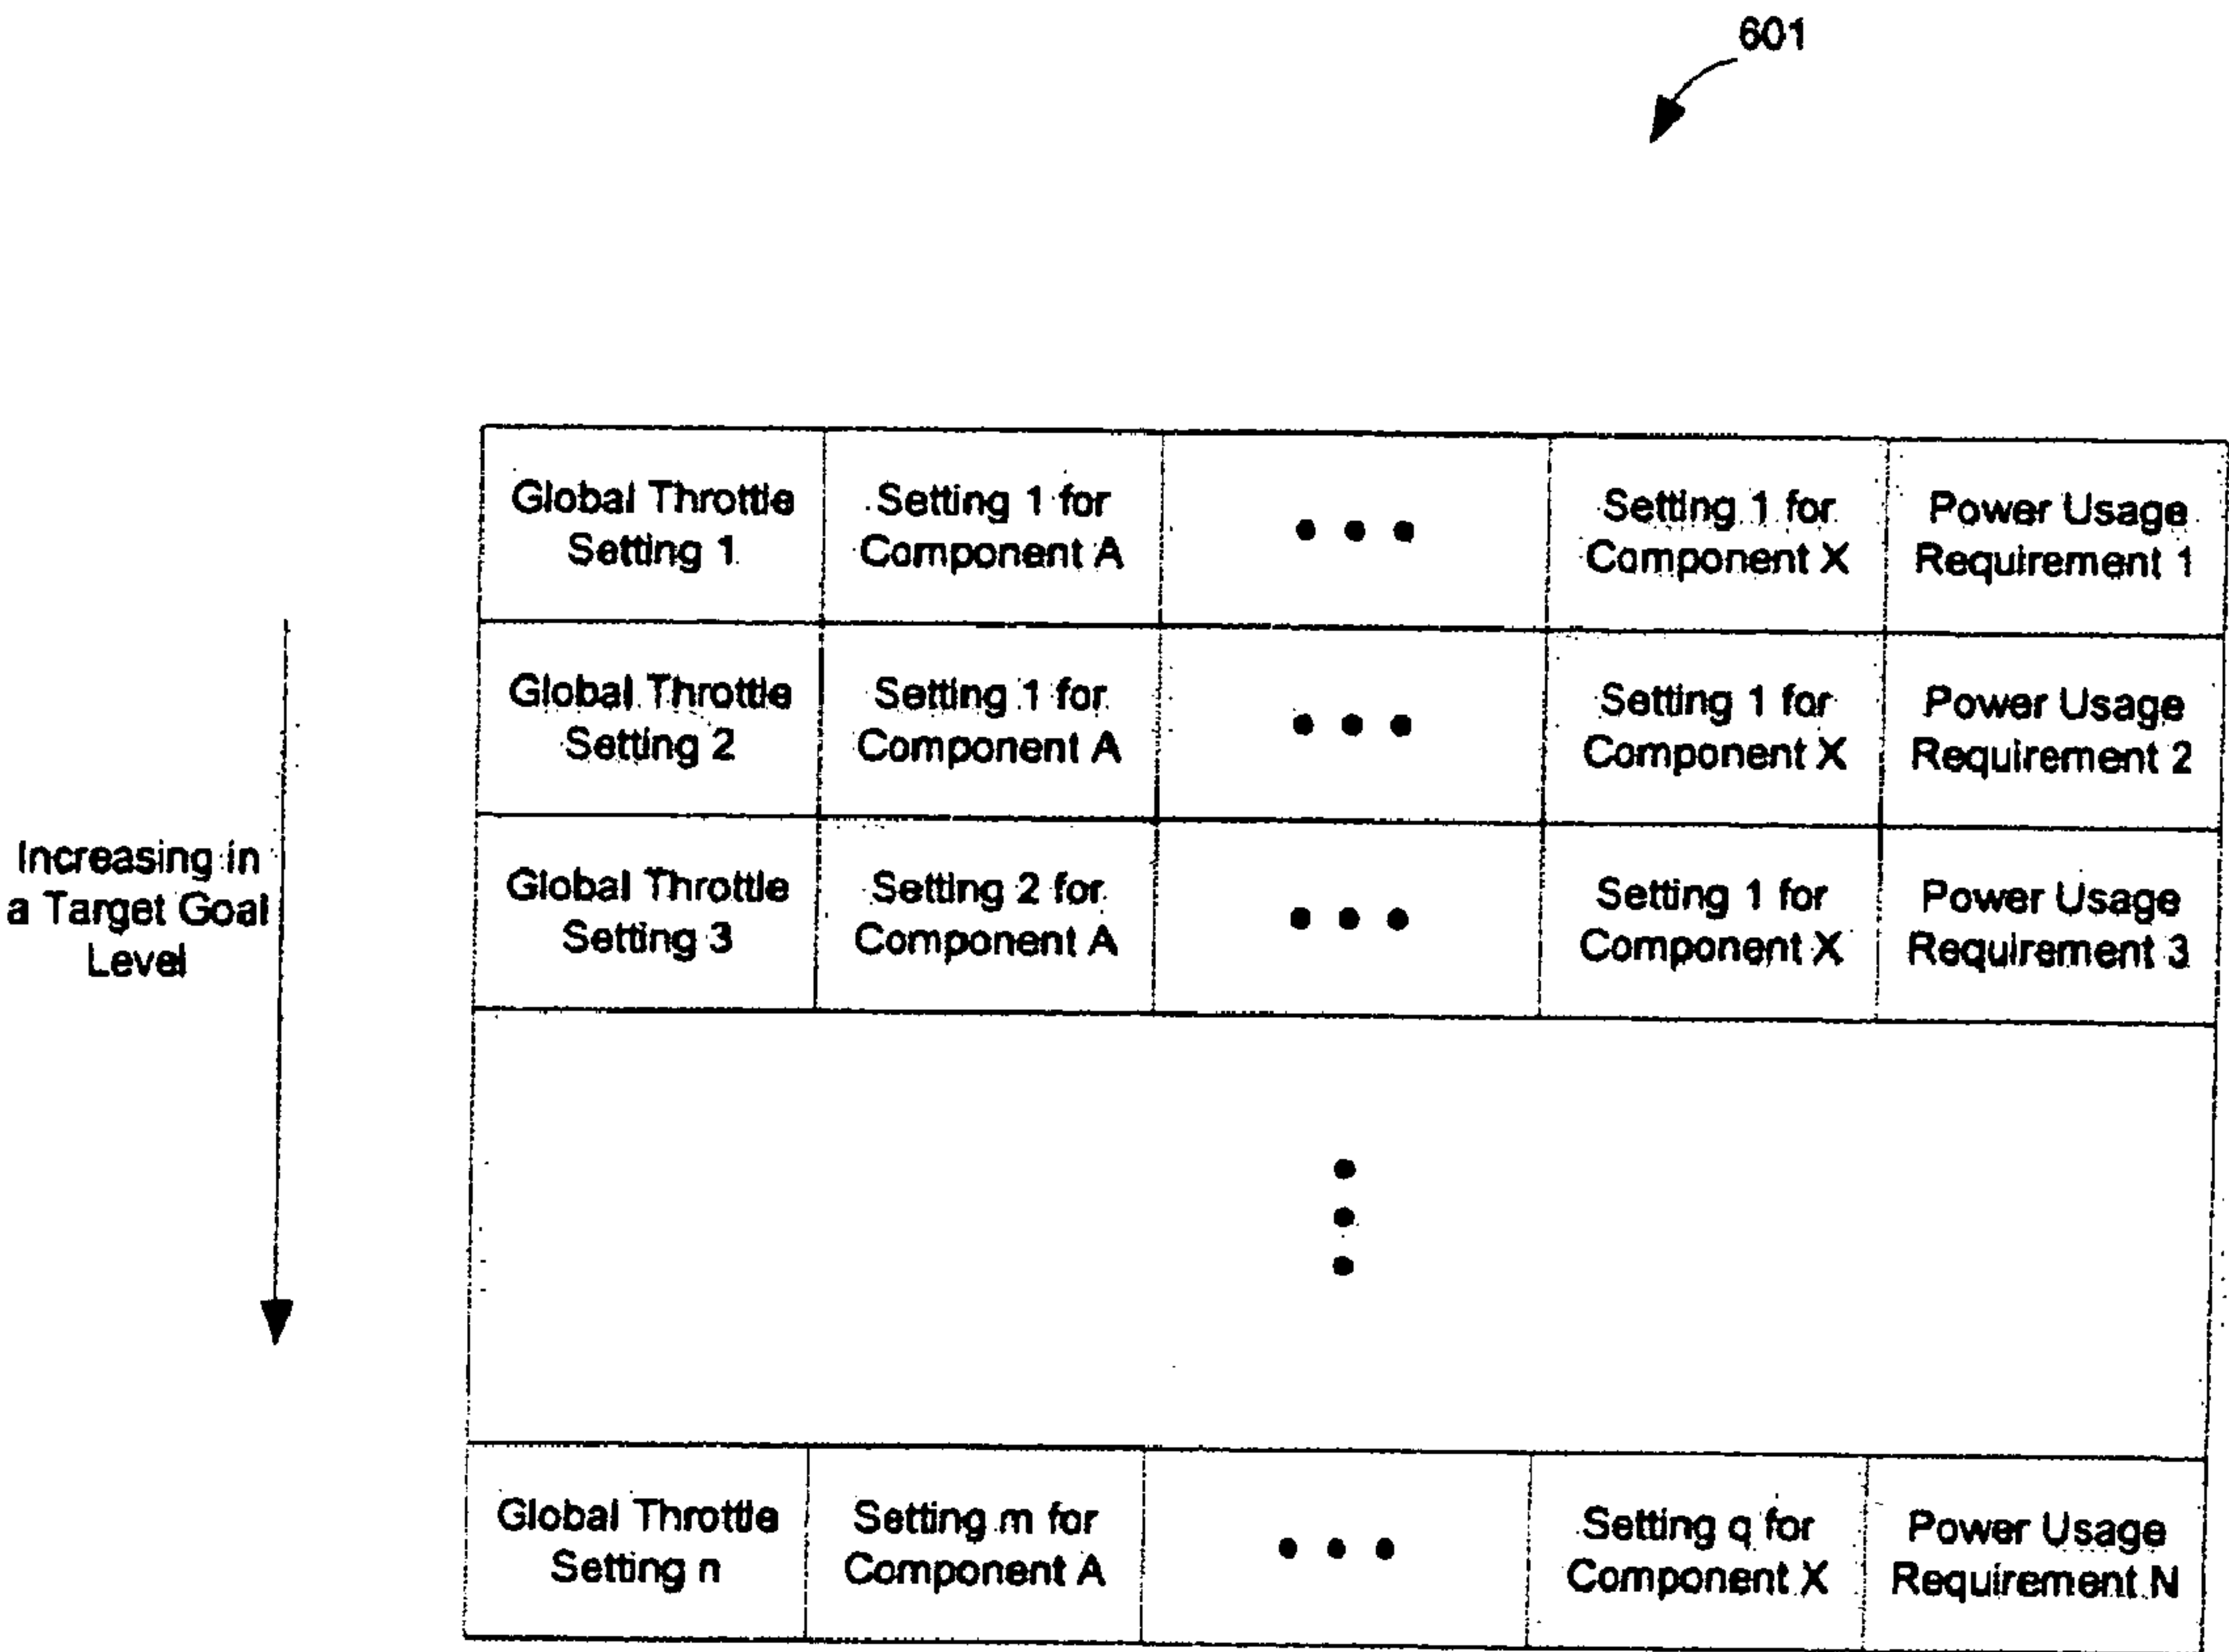 601
Global Throttle
Setting 1
Setting 1 for
Component A
• • •
Setting 1 for
Component X
Power Usage
Requirement 1
Global Throttle
Setting 2
Setting 1 for
Component A
• • •
Setting 1 for
Component X
Power Usage
Requirement 2
Increasing in
a Target Goal
Level
Global Throttle
Setting 3
Setting 2 for
Component A
• • •
Setting 1 for
Component X
Power Usage
Requirement 3
Global Throttle
Setting n
Setting m for
Component A
• • •
Setting q for
Component X
Power Usage
Requirement N